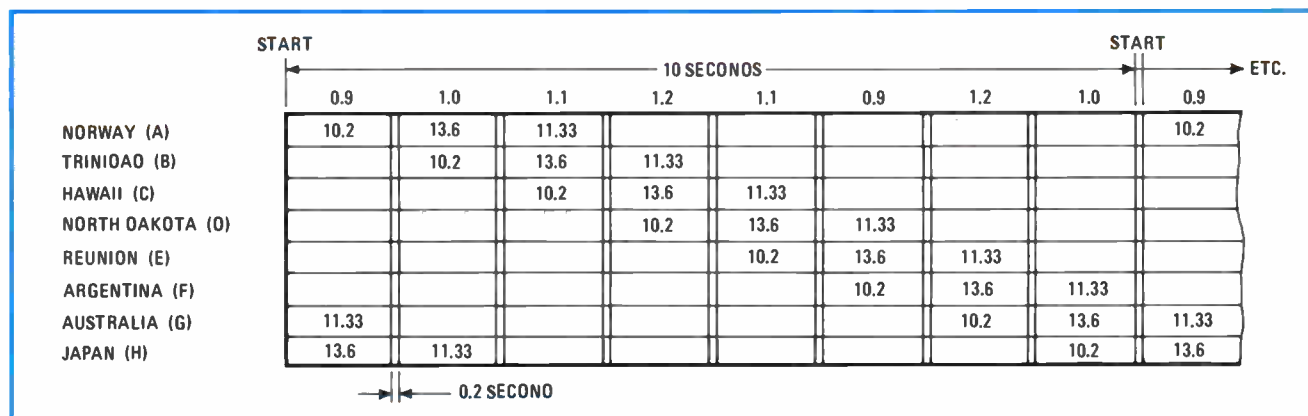 START START
10 SECONOS ETC.
0.9 1.0 1.1 1.2 1.1 0.9 1.2 1.0 0.9
NORWAY (A) 10.2 13.6 11.33 10.2
TRINIOAO (B) 10.2 13.6 11.33
HAWAII (C) 10.2 13.6 11.33
NORTH OAKOTA (O) 10.2 13.6 11.33
REUNION (E) 10.2 13.6 11.33
ARGENTINA (F) 10.2 13.6 11.33
AUSTRALIA (G) 11.33 10.2 13.6 11.33
JAPAN (H) 13.6 11.33 10.2 13.6
0.2 SECONO